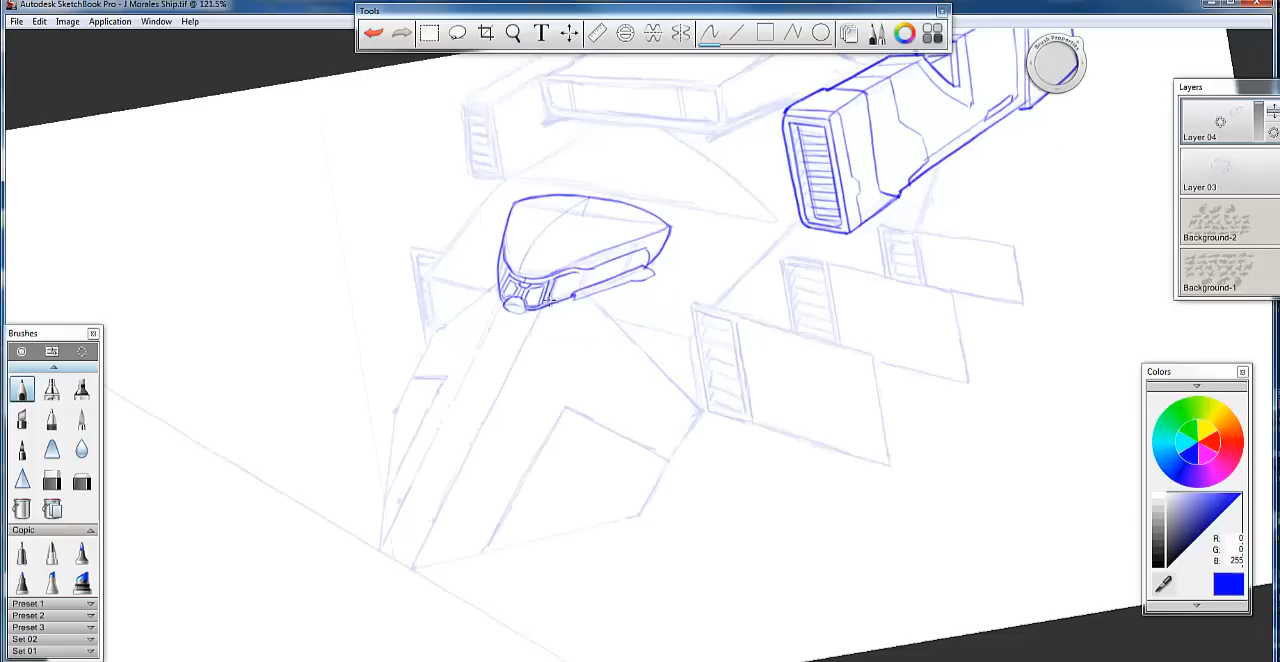 Autodesk SketchBook Pro - J Morales Ship.tif @ 121.5%
File Edit Image Application Window Help
Tools
T
Brush Properties
Layers
Layer 04
Layer 03
Background-2
Background-1
Brushes
Copic
Preset 1
Preset 2
Preset 3
Set 02
Set 01
Colors
R: 0
G: 0
B: 255